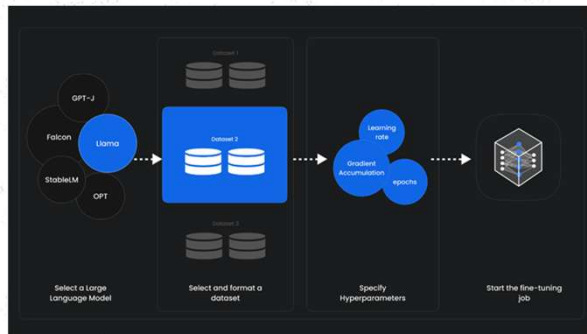 GPT-J
Falcon
Llama
StableLM
OPT
Select a Large
Language Model
Dataset 1
Dataset 2
Dataset 3
Select and format a
dataset
Learning
rate
Gradient
Accumulation
epochs
Specify
Hyperparameters
Start the fine-tuning
job